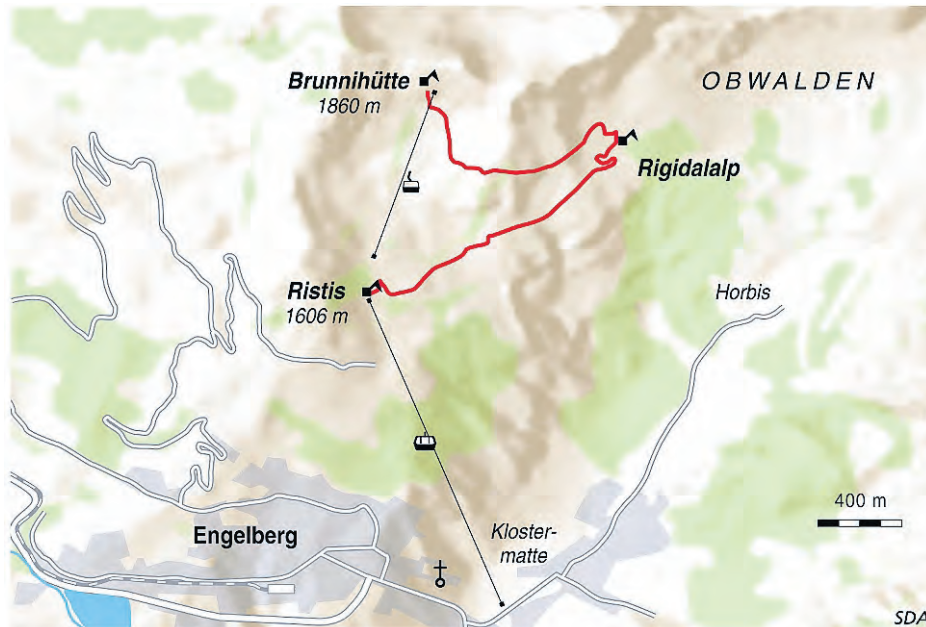 Brunnihütte
1860 m
OBWALDEN
Rigidalalp
Ristis
1606 m
Horbis
400 m
Engelberg
Kloster-
matte
SDA